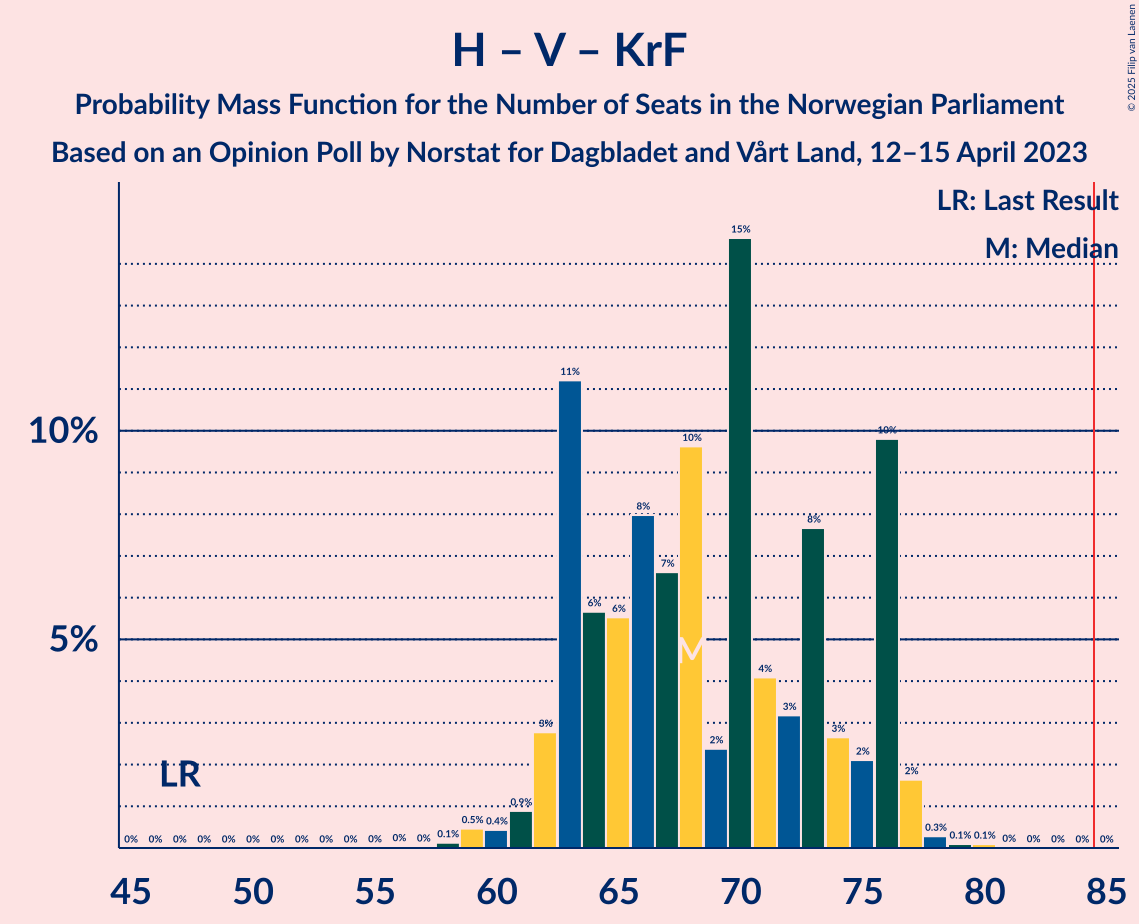 H – V – KrF
Probability Mass Function for the Number of Seats in the Norwegian Parliament
Based on an Opinion Poll by Norstat for Dagbladet and Vårt Land, 12–15 April 2023
© 2025 Filip van Laenen
LR: Last Result
M: Median
10%
5%
LR
M
0% 0% 0% 0% 0% 0% 0% 0% 0% 0% 0% 0% 0% 0.1% 0.5% 0.4% 0.9% 3% 11% 6% 6% 8% 7% 10% 2% 15% 4% 3% 8% 3% 2% 10% 2% 0.3% 0.1% 0.1% 0% 0% 0% 0% 0%
45 50 55 60 65 70 75 80 85